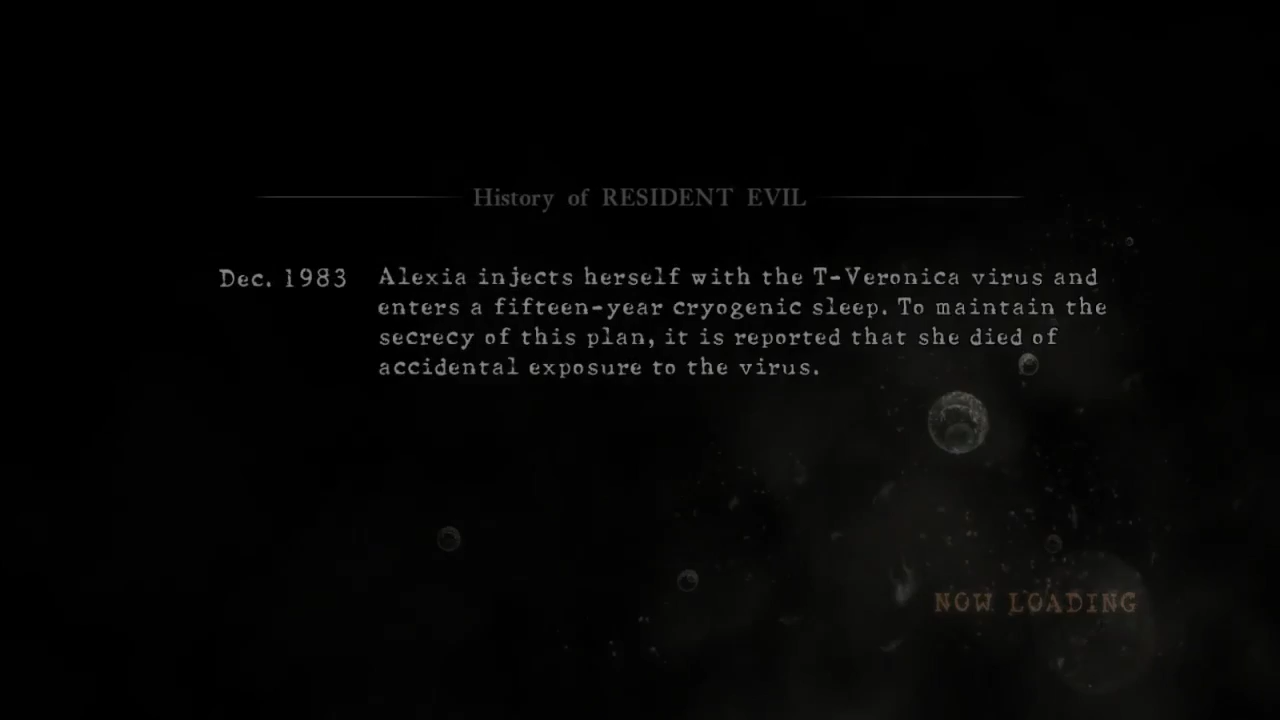 History of RESIDENT EVIL
Dec. 1983 Alexia injects herself with the T-Veronica virus and
enters a fifteen-year cryogenic sleep. To maintain the
secrecy of this plan, it is reported that she died of
accidental exposure to the virus.
NOW LOADING